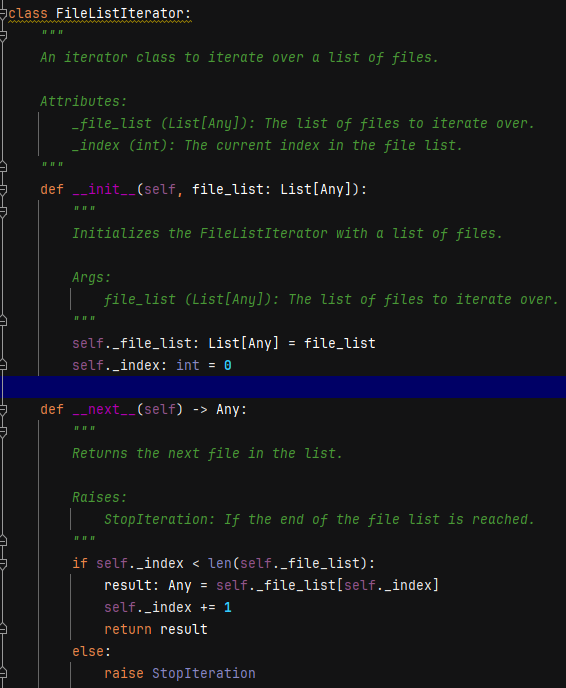 class FileListIterator:
    """
    An iterator class to iterate over a list of files.

    Attributes:
        _file_list (List[Any]): The list of files to iterate over.
        _index (int): The current index in the file list.
    """
    def __init__(self, file_list: List[Any]):
        """
        Initializes the FileListIterator with a list of files.

        Args:
            file_list (List[Any]): The list of files to iterate over.
        """
        self._file_list: List[Any] = file_list
        self._index: int = 0

    def __next__(self) -> Any:
        """
        Returns the next file in the list.

        Raises:
            StopIteration: If the end of the file list is reached.
        """
        if self._index < len(self._file_list):
            result: Any = self._file_list[self._index]
            self._index += 1
            return result
        else:
            raise StopIteration